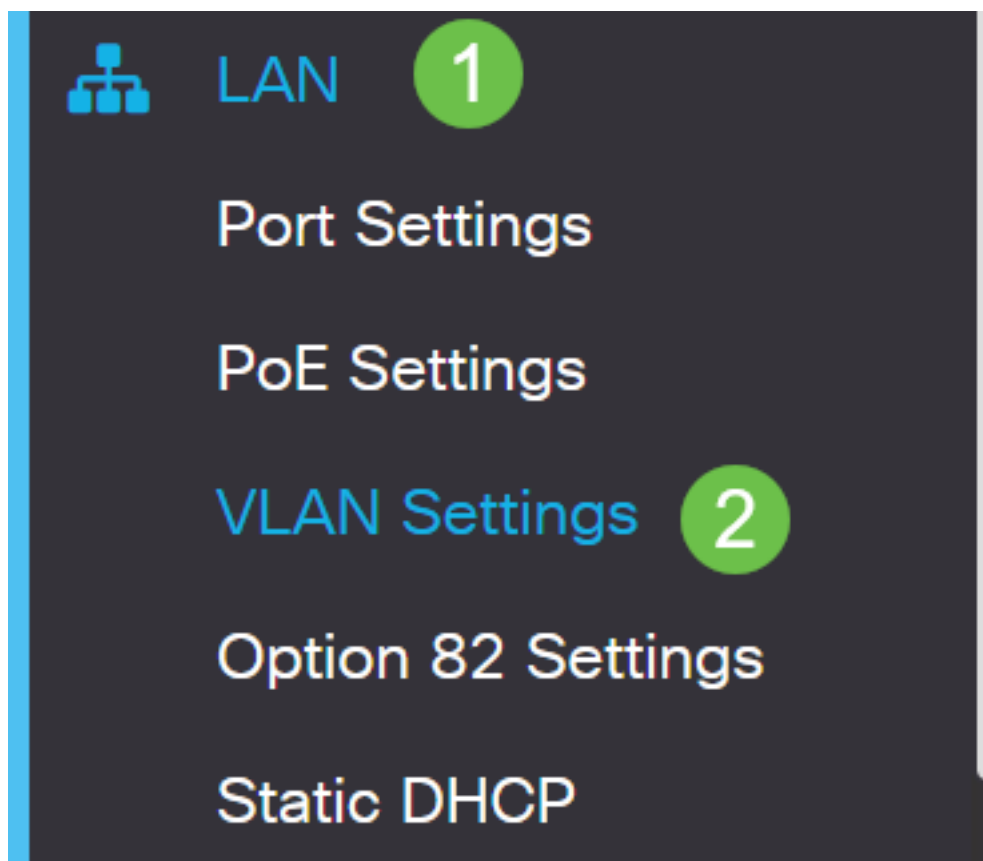 LAN 1
Port Settings
PoE Settings
VLAN Settings 2
Option 82 Settings
Static DHCP